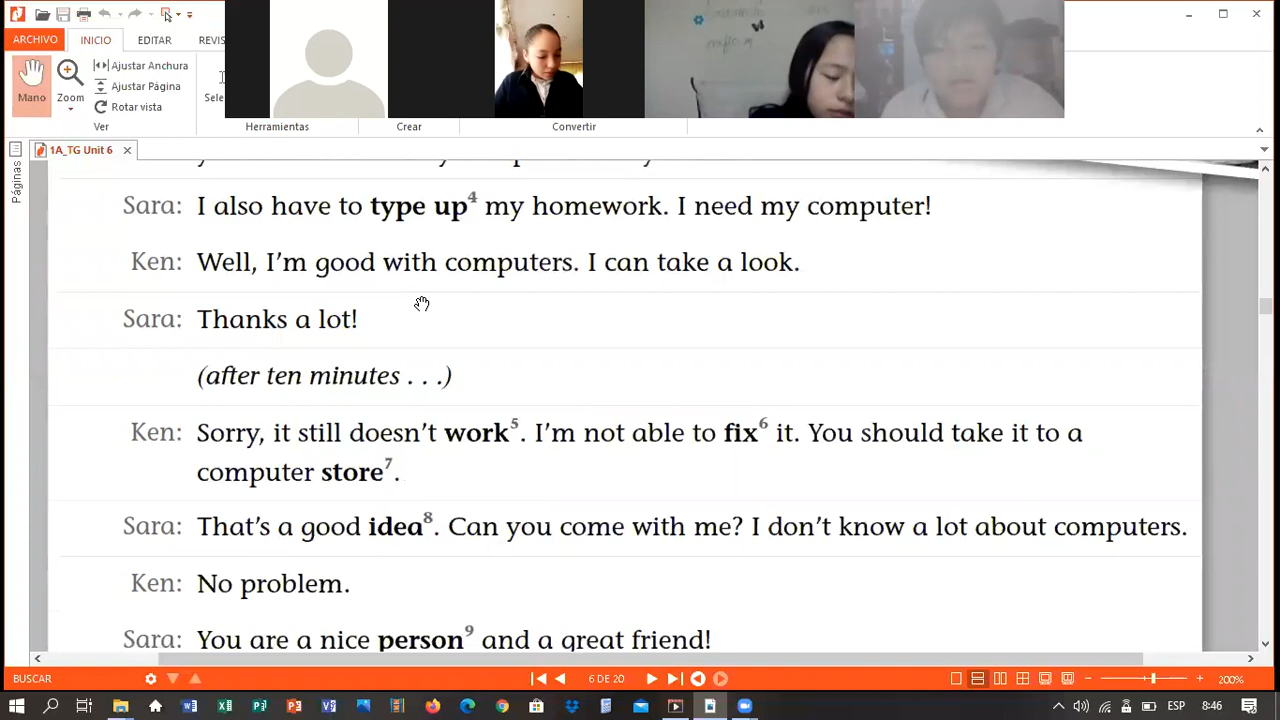 ARCHIVO INICIO EDITAR REVIS
Mano
Zoom
Ajustar Anchura
Ajustar Página
Rotar vista
Sele
Ver Herramientas Crear Convertir
1A_TG Unit 6
Páginas
Sara: I also have to type up4 my homework. I need my computer!
Ken: Well, I'm good with computers. I can take a look.
Sara: Thanks a lot!
(after ten minutes . . .)
Ken: Sorry, it still doesn't work5. I'm not able to fix6 it. You should take it to a
computer store7.
Sara: That's a good idea8. Can you come with me? I don't know a lot about computers.
Ken: No problem.
Sara: You are a nice person9 and a great friend!
BUSCAR 6 DE 20 200%
ESP 8:46